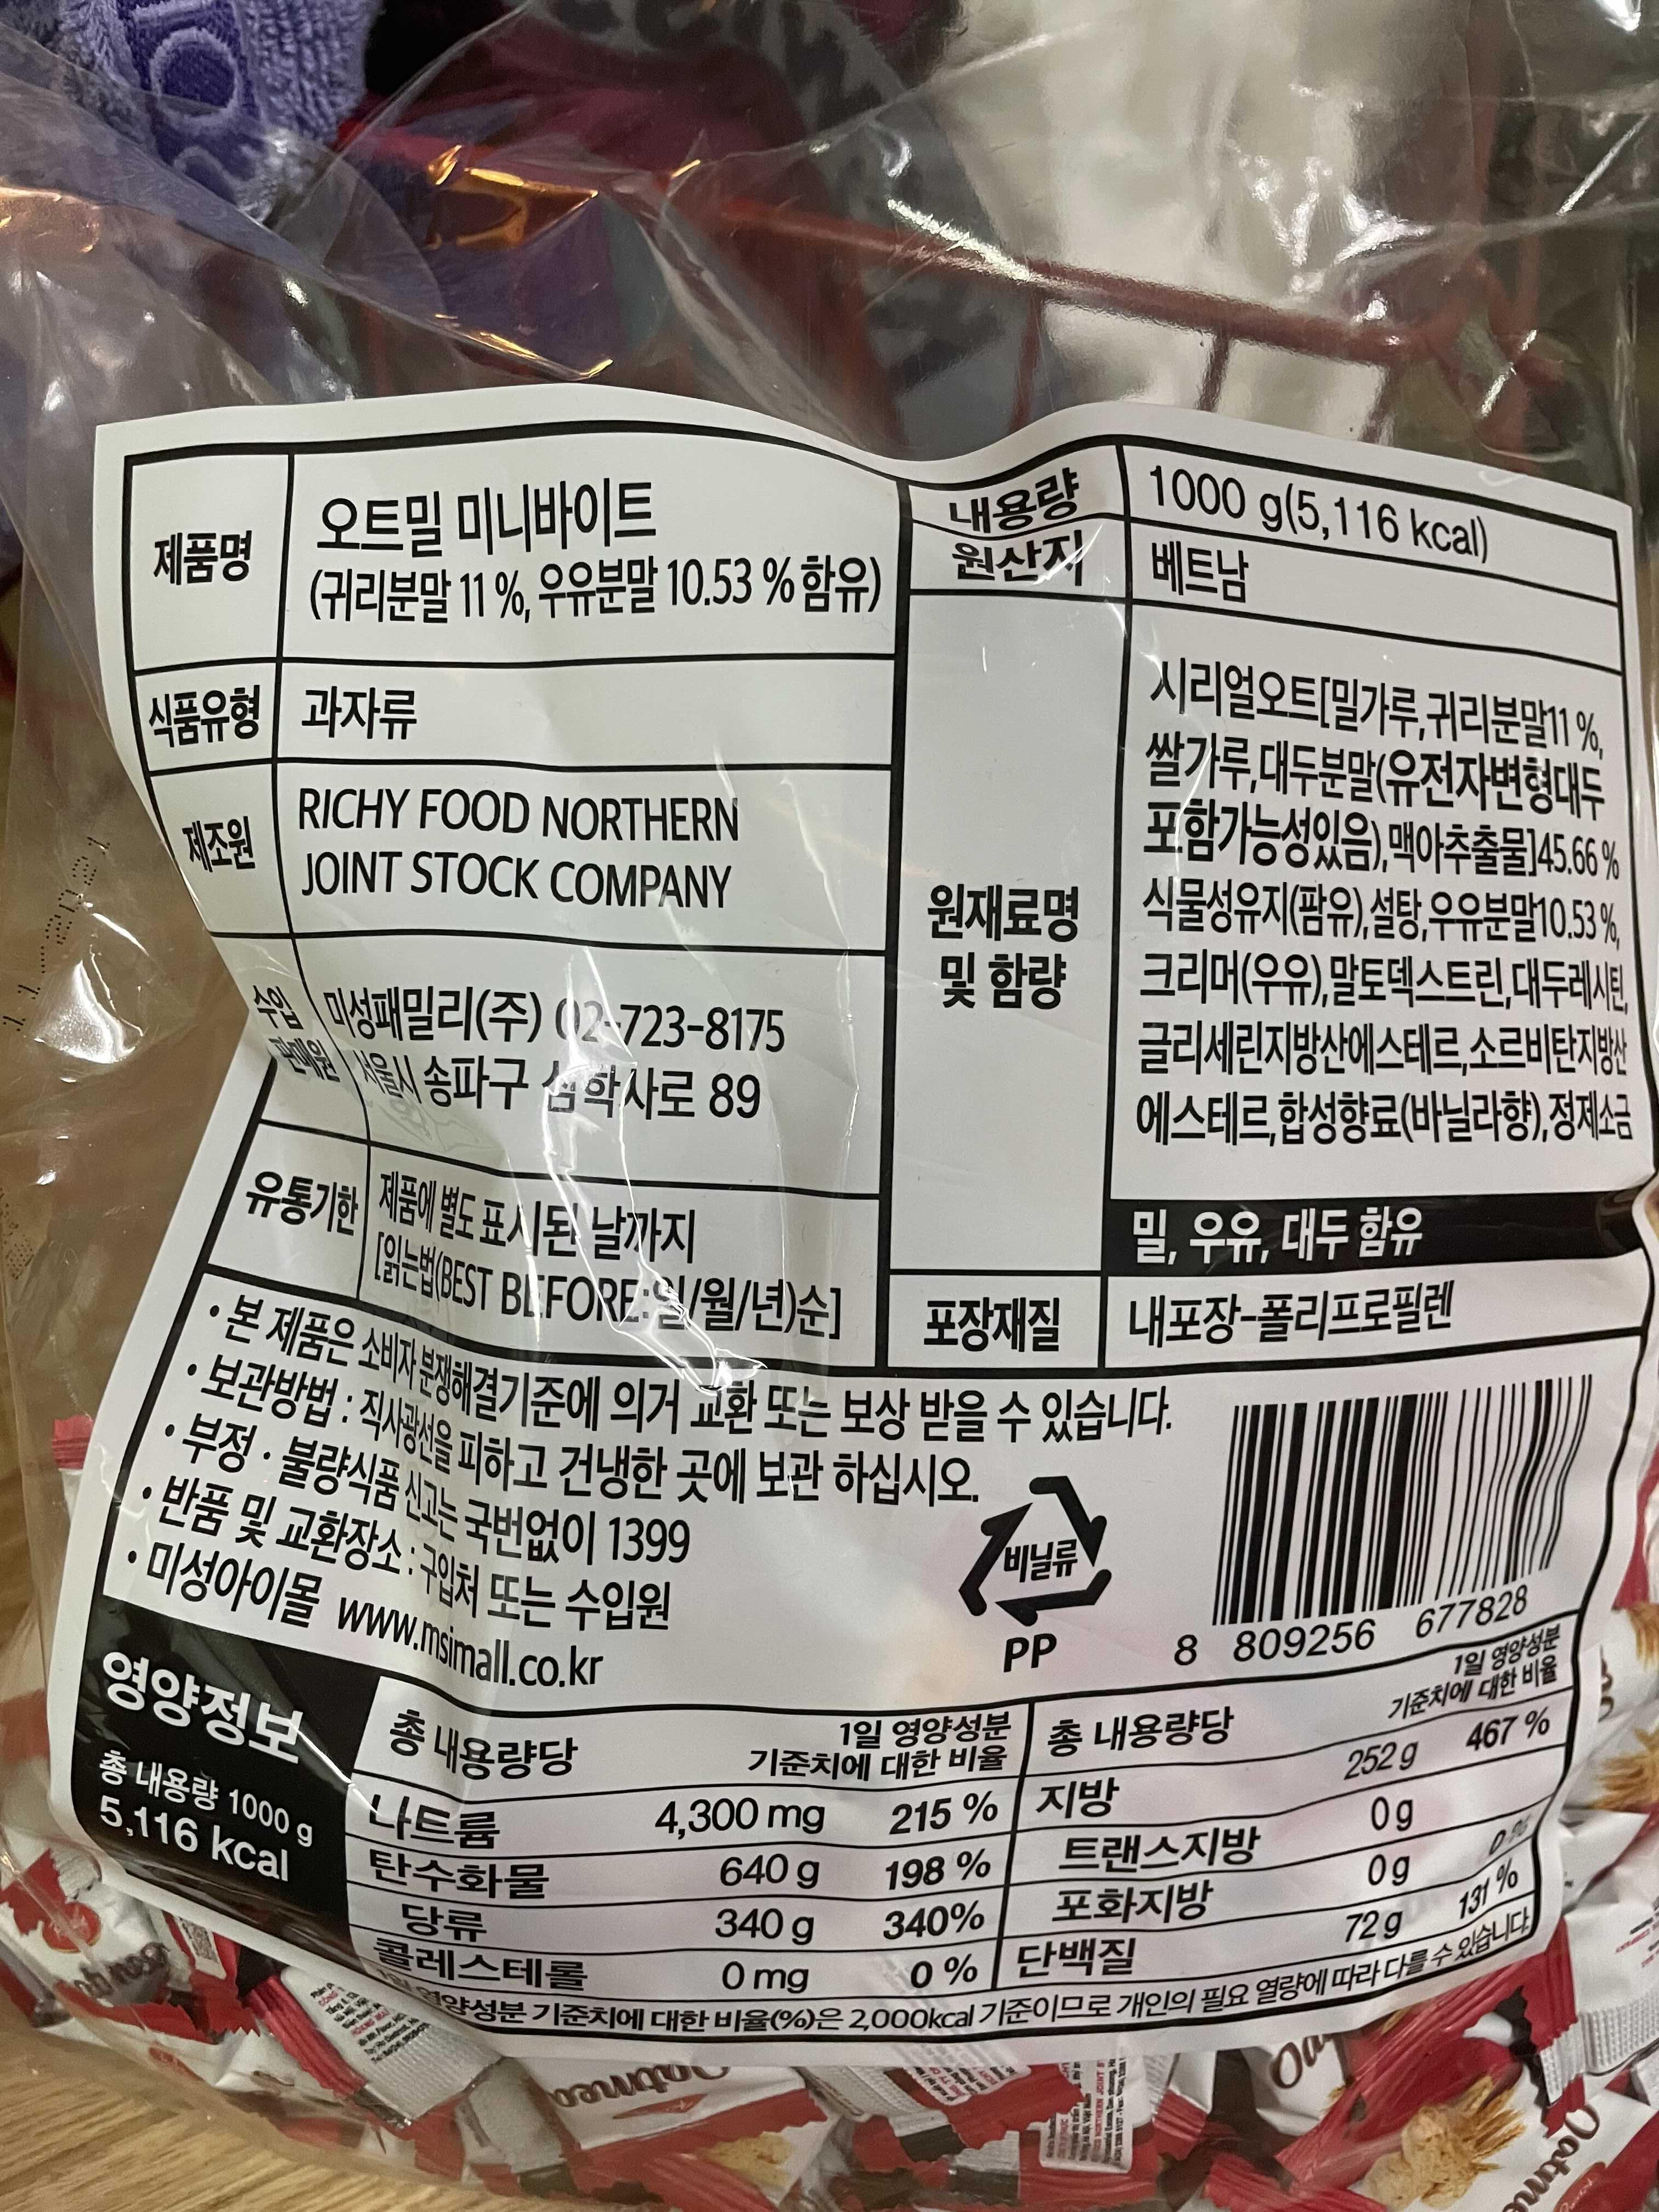 제품명
오트밀 미니바이트
(귀리분말 11 %, 우유분말 10.53 % 함유)
식품유형
과자류
제조원
RICHY FOOD NORTHERN
JOINT STOCK COMPANY
수입
판매원
미성패밀리(주) 02-723-8175
서울시 송파구 삼학사로 89
유통기한
제품에 별도 표시된 날까지
[읽는법(BEST BEFORE:일/월/년)순]
내용량
1000 g(5,116 kcal)
원산지
베트남
원재료명
및 함량
시리얼오트[밀가루,귀리분말11 %,
쌀가루,대두분말(유전자변형대두
포함가능성있음),맥아추출물]45.66 %
식물성유지(팜유),설탕,우유분말10.53 %,
크리머(우유),말토덱스트린,대두레시틴,
글리세린지방산에스테르,소르비탄지방산
에스테르,합성향료(바닐라향),정제소금
밀, 우유, 대두 함유
포장재질
내포장-폴리프로필렌
• 본 제품은 소비자 분쟁해결기준에 의거 교환 또는 보상 받을 수 있습니다.
• 보관방법 : 직사광선을 피하고 건냉한 곳에 보관 하십시오.
• 부정 · 불량식품 신고는 국번없이 1399
• 반품 및 교환장소 : 구입처 또는 수입원
• 미성아이몰 www.msimall.co.kr
비닐류
PP
8 809256 677828
영양정보
총 내용량 1000 g
5,116 kcal
총 내용량당
1일 영양성분
기준치에 대한 비율
나트륨 4,300 mg 215 %
탄수화물 640 g 198 %
당류 340 g 340%
콜레스테롤 0 mg 0 %
총 내용량당
1일 영양성분
기준치에 대한 비율
지방 252 g 467 %
트랜스지방 0 g
포화지방 0 g 0 %
단백질 72 g 131 %
1일 영양성분 기준치에 대한 비율(%)은 2,000kcal 기준이므로 개인의 필요 열량에 따라 다를 수 있습니다.
Oatmeal